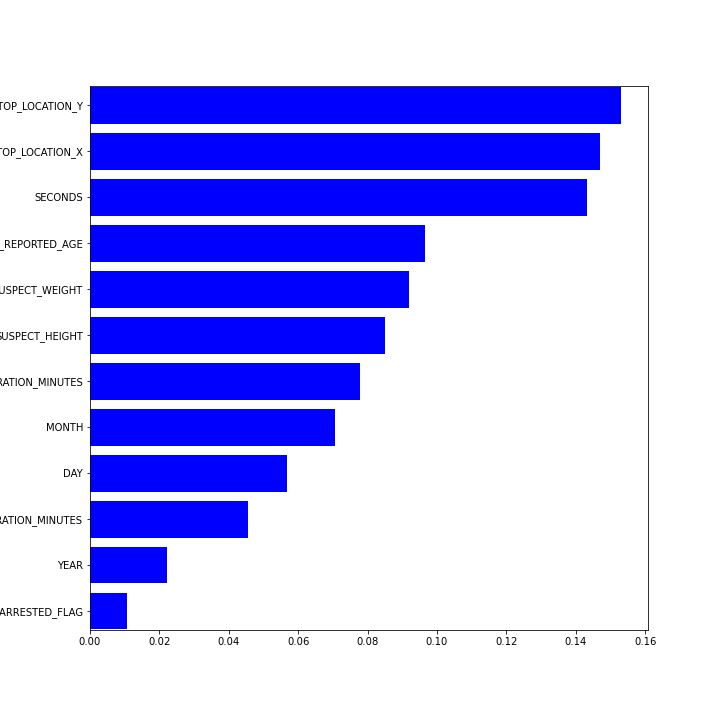 TOP_LOCATION_Y
TOP_LOCATION_X
SECONDS
_REPORTED_AGE
USPECT_WEIGHT
SUSPECT_HEIGHT
RATION_MINUTES
MONTH
DAY
RATION_MINUTES
YEAR
ARRESTED_FLAG
0.00 0.02 0.04 0.06 0.08 0.10 0.12 0.14 0.16